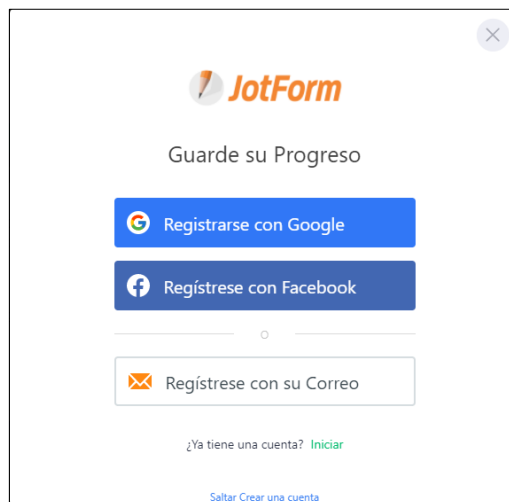 JotForm
Guarde su Progreso
Registrarse con Google
Regístrese con Facebook
o
Regístrese con su Correo
¿Ya tiene una cuenta? Iniciar
Saltar Crear una cuenta